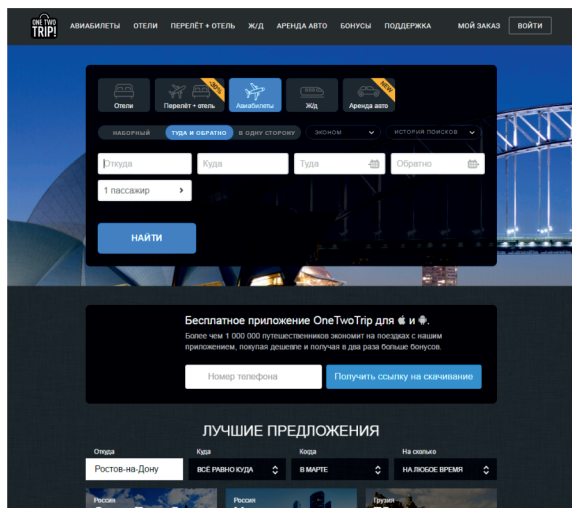 ONE TWO
TRIP!
АВИАБИЛЕТЫ ОТЕЛИ ПЕРЕЛЁТ + ОТЕЛЬ Ж/Д АРЕНДА АВТО БОНУСЫ ПОДДЕРЖКА МОЙ ЗАКАЗ ВОЙТИ
-30% NEW
Отели Перелёт + отель Авиабилеты Ж/Д Аренда авто
НАБОРНЫЙ ТУДА И ОБРАТНО В ОДНУ СТОРОНУ ЭКОНОМ ИСТОРИЯ ПОИСКОВ
Откуда Куда Туда Обратно
1 пассажир
НАЙТИ
Бесплатное приложение OneTwoTrip для и .
Более чем 1 000 000 путешественников экономит на поездках с нашим
приложением, покупая дешевле и получая в два раза больше бонусов.
Номер телефона Получить ссылку на скачивание
ЛУЧШИЕ ПРЕДЛОЖЕНИЯ
Откуда Куда Когда На сколько
Ростов-на-Дону ВСЁ РАВНО КУДА В МАРТЕ НА ЛЮБОЕ ВРЕМЯ
Россия Россия Грузия